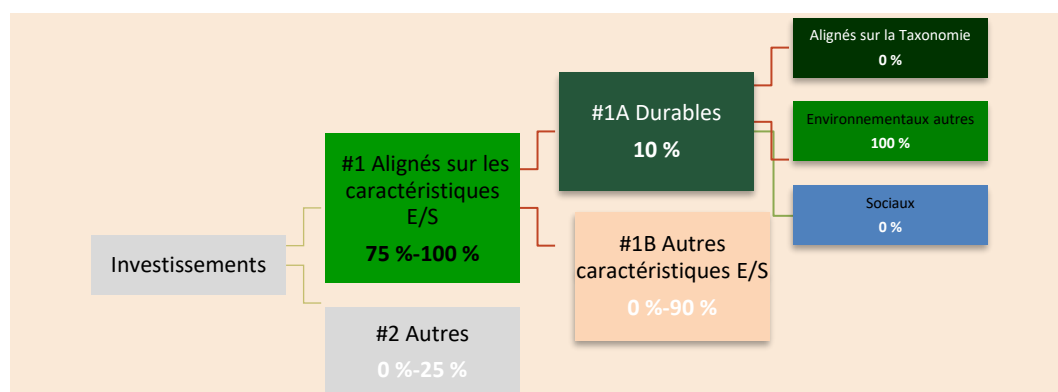 Investissements
#1 Alignés sur les
caractéristiques
E/S
75 %-100 %
#2 Autres
0 %-25 %
#1A Durables
10 %
#1B Autres
caractéristiques E/S
0 %-90 %
Alignés sur la Taxonomie
0 %
Environnementaux autres
100 %
Sociaux
0 %